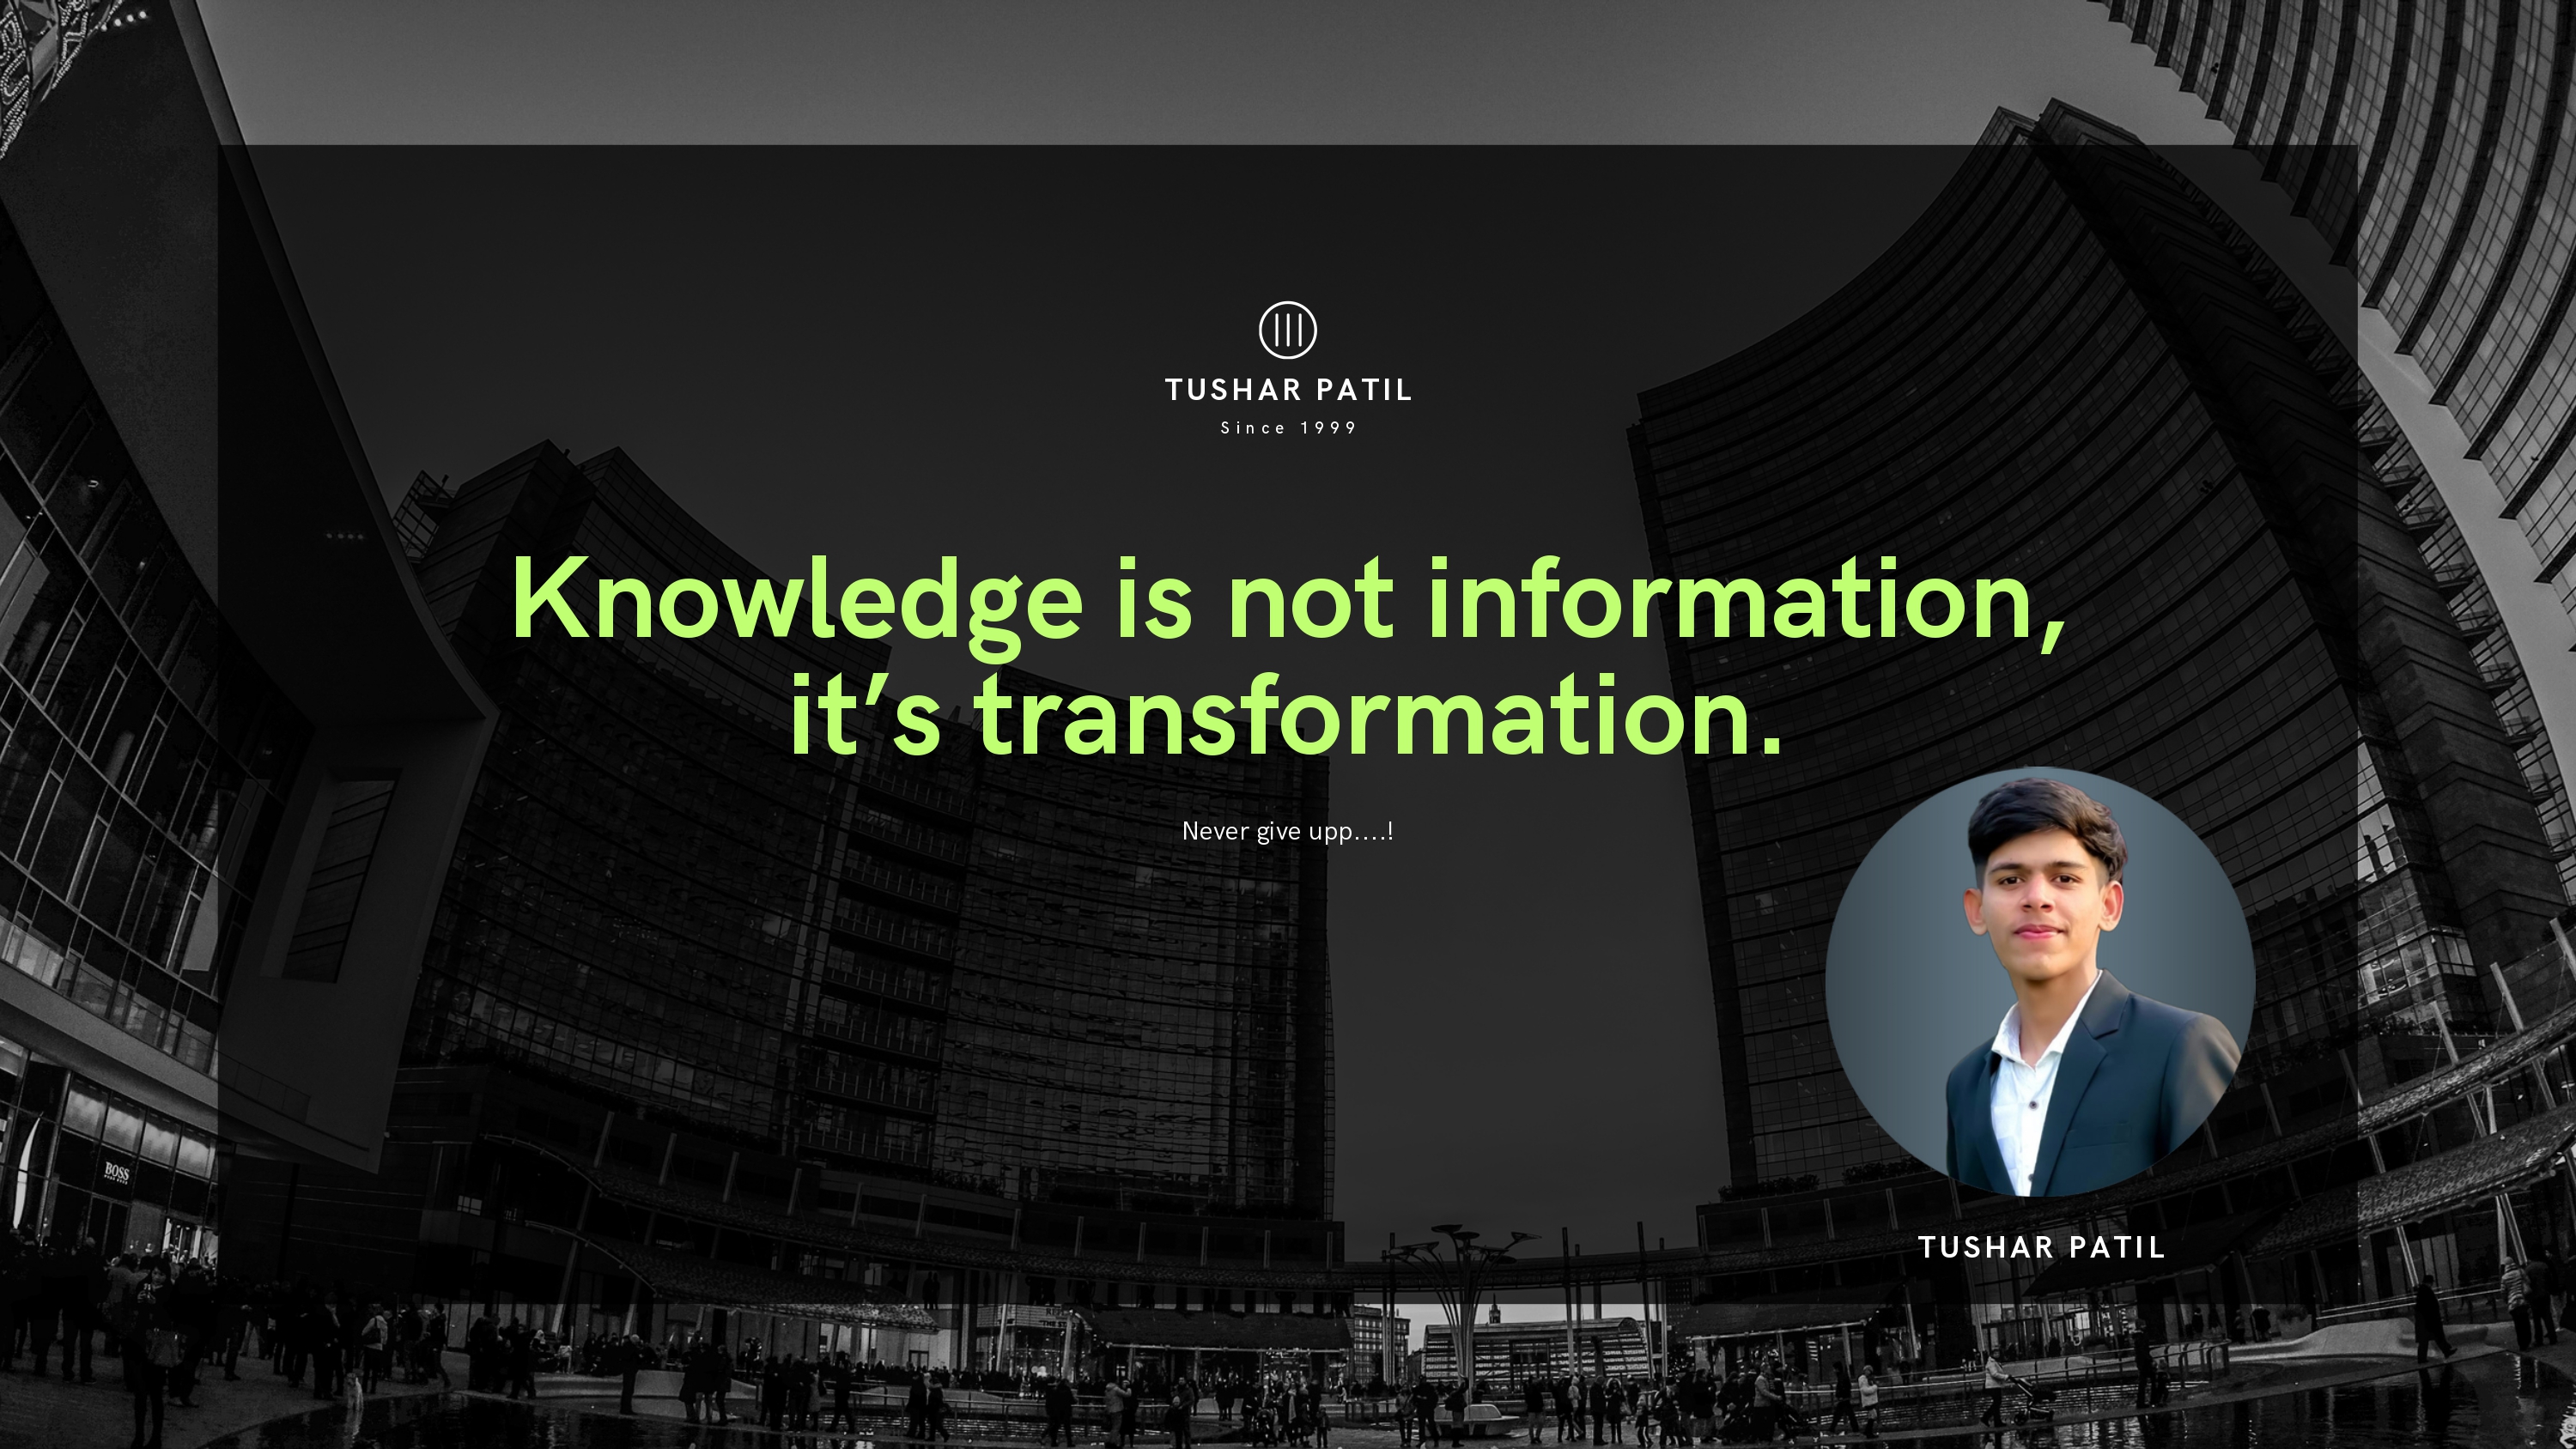 TUSHAR PATIL
Since 1999
Knowledge is not information,
it’s transformation.
Never give upp....!
TUSHAR PATIL
BOSS